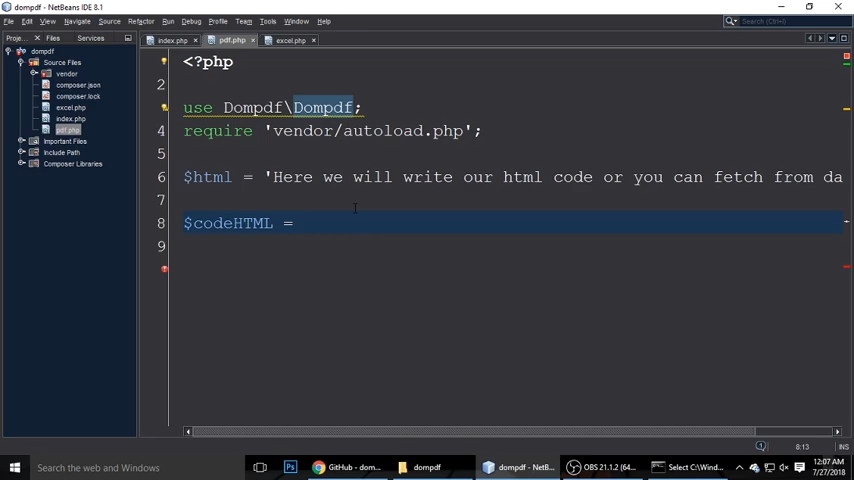 dompdf - NetBeans IDE 8.1
File Edit View Navigate Source Refactor Run Debug Profile Team Tools Window Help
Search (Ctrl+I)
Proje... Files Services
index.php pdf.php excel.php
dompdf
Source Files
vendor
composer.json
composer.lock
excel.php
index.php
pdf.php
Important Files
Include Path
Composer Libraries
<?php
2
use Dompdf\Dompdf;
4 require 'vendor/autoload.php';
5
6 $html = 'Here we will write our html code or you can fetch from da
7
8 $codeHTML =
9
1 8:13 INS
Search the web and Windows
GitHub - dom...
dompdf
dompdf - NetBe...
OBS 21.1.2 (64...
Select C:\Wind...
12:07 AM
7/27/2018